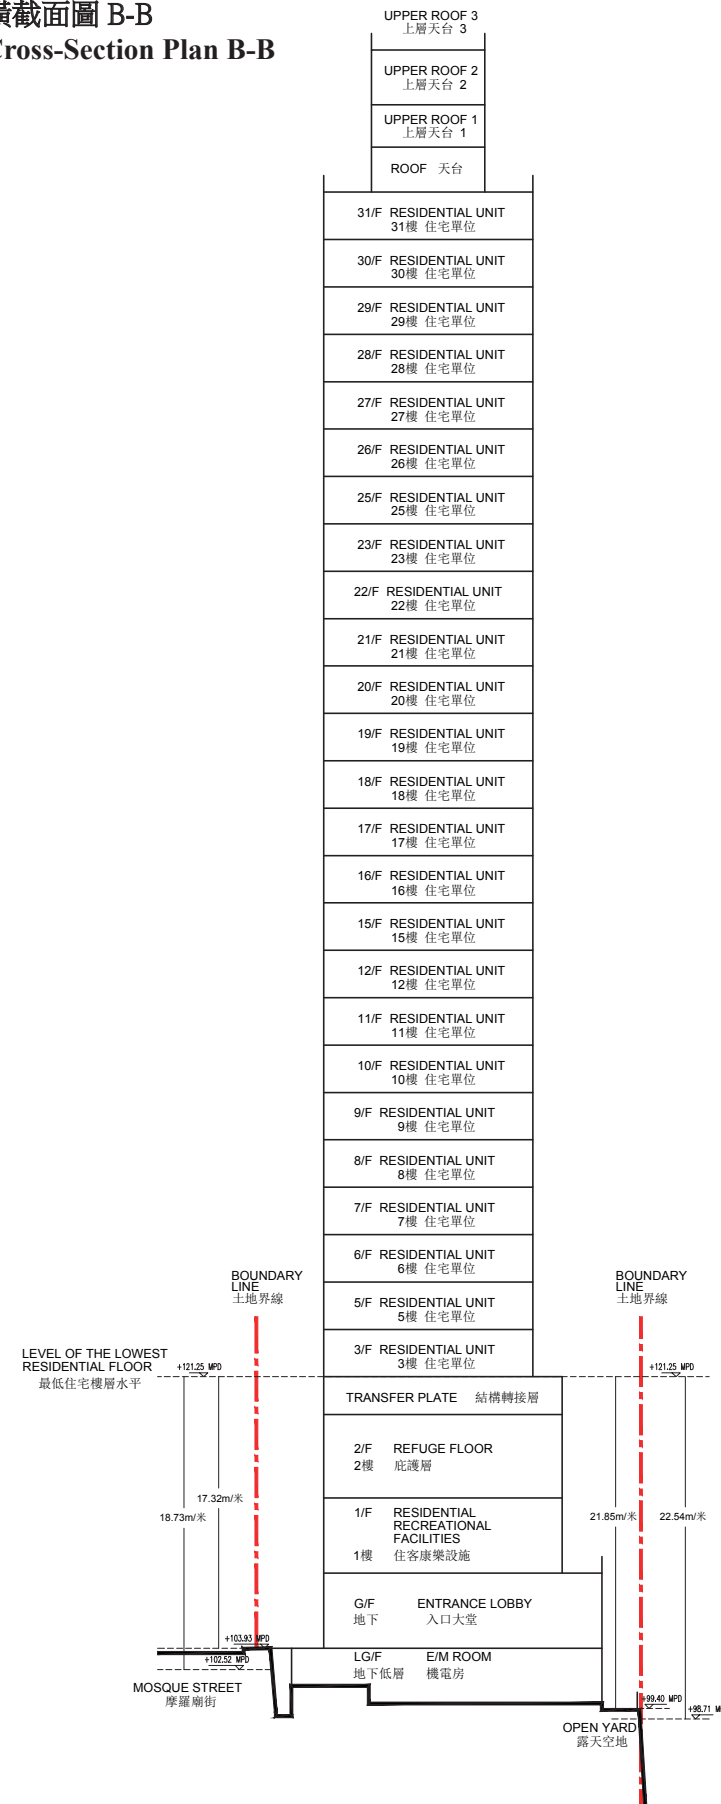 橫截面圖 B-B
Cross-Section Plan B-B
UPPER ROOF 3
上層天台 3
UPPER ROOF 2
上層天台 2
UPPER ROOF 1
上層天台 1
ROOF 天台
31/F RESIDENTIAL UNIT
31樓 住宅單位
30/F RESIDENTIAL UNIT
30樓 住宅單位
29/F RESIDENTIAL UNIT
29樓 住宅單位
28/F RESIDENTIAL UNIT
28樓 住宅單位
27/F RESIDENTIAL UNIT
27樓 住宅單位
26/F RESIDENTIAL UNIT
26樓 住宅單位
25/F RESIDENTIAL UNIT
25樓 住宅單位
23/F RESIDENTIAL UNIT
23樓 住宅單位
22/F RESIDENTIAL UNIT
22樓 住宅單位
21/F RESIDENTIAL UNIT
21樓 住宅單位
20/F RESIDENTIAL UNIT
20樓 住宅單位
19/F RESIDENTIAL UNIT
19樓 住宅單位
18/F RESIDENTIAL UNIT
18樓 住宅單位
17/F RESIDENTIAL UNIT
17樓 住宅單位
16/F RESIDENTIAL UNIT
16樓 住宅單位
15/F RESIDENTIAL UNIT
15樓 住宅單位
12/F RESIDENTIAL UNIT
12樓 住宅單位
11/F RESIDENTIAL UNIT
11樓 住宅單位
10/F RESIDENTIAL UNIT
10樓 住宅單位
9/F RESIDENTIAL UNIT
9樓 住宅單位
8/F RESIDENTIAL UNIT
8樓 住宅單位
7/F RESIDENTIAL UNIT
7樓 住宅單位
6/F RESIDENTIAL UNIT
6樓 住宅單位
BOUNDARY
LINE
土地界線
BOUNDARY
LINE
土地界線
5/F RESIDENTIAL UNIT
5樓 住宅單位
3/F RESIDENTIAL UNIT
3樓 住宅單位
LEVEL OF THE LOWEST
RESIDENTIAL FLOOR
最低住宅樓層水平
+121.25 MPD
+121.25 MPD
TRANSFER PLATE 結構轉接層
2/F REFUGE FLOOR
2樓 庇護層
17.32m/米
18.73m/米
21.85m/米
22.54m/米
1/F RESIDENTIAL
RECREATIONAL
FACILITIES
1樓 住客康樂設施
G/F ENTRANCE LOBBY
地下 入口大堂
+103.93 MPD
+102.52 MPD
LG/F E/M ROOM
地下低層 機電房
MOSQUE STREET
摩羅廟街
+99.40 MPD
+98.71 M
OPEN YARD
露天空地